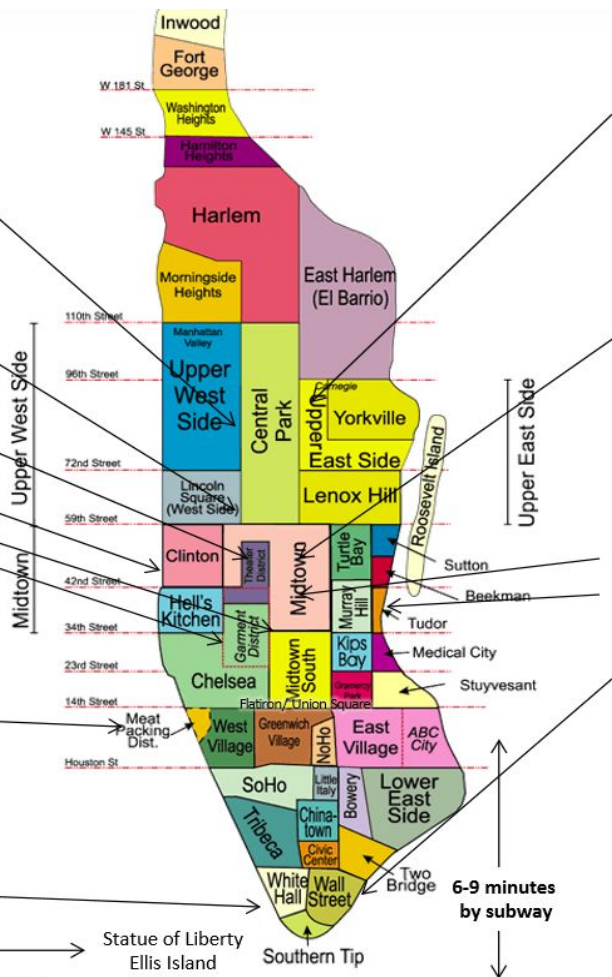 Inwood
Fort
George
W 181 St
Washington
Heights
W 145 St
Hamilton
Heights
Harlem
East Harlem
(El Barrio)
Morningside
Heights
110th Street
Manhattan
Valley
Upper
West
Side
Central
Park
96th Street
Carnegie
Upper
Yorkville
East Side
Upper West Side
Upper East Side
Roosevelt Island
72nd Street
Lincoln
Square
(West Side)
Lenox Hill
59th Street
Midtown
Clinton
Theater
District
Midtown
Turtle
Bay
Sutton
Beekman
42nd Street
Hell's
Kitchen
Garment
District
Murray
Hill
Tudor
34th Street
Midtown
South
Kips
Bay
Medical City
23rd Street
Chelsea
Gramercy
Park
Stuyvesant
14th Street
Flatiron/ Union Square
Meat
Packing
Dist.
West
Village
Greenwich
Village
NoHo
East
Village
ABC
City
Houston St
SoHo
Little
Italy
Bowery
Lower
East
Side
Tribeca
China-
town
Civic
Center
Two
Bridge
White
Hall
Wall
Street
6-9 minutes
by subway
Statue of Liberty
Ellis Island
Southern Tip